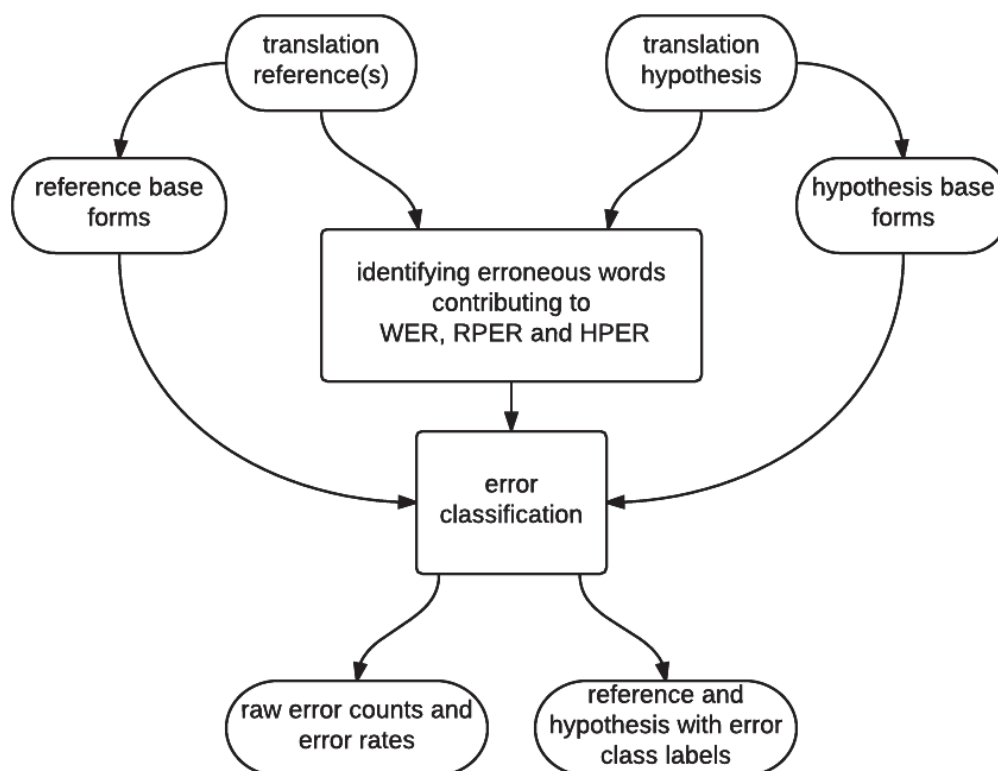 translation
reference(s)
translation
hypothesis
reference base
forms
hypothesis base
forms
identifying erroneous words
contributing to
WER, RPER and HPER
error
classification
raw error counts and
error rates
reference and
hypothesis with error
class labels